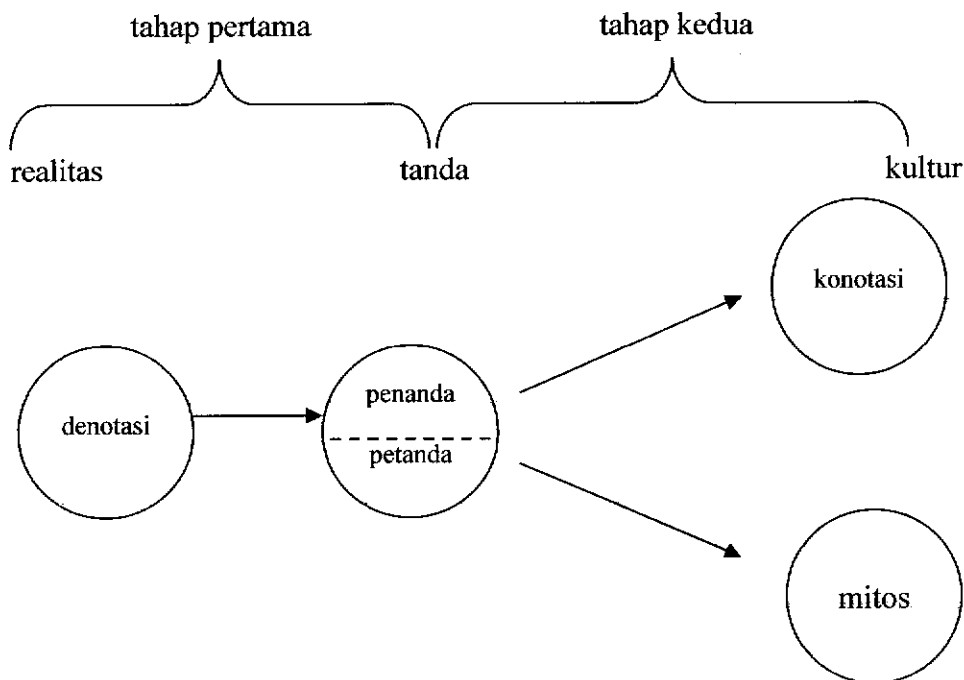 tahap pertama tahap kedua
realitas tanda kultur
konotasi
penanda
denotasi
petanda
mitos